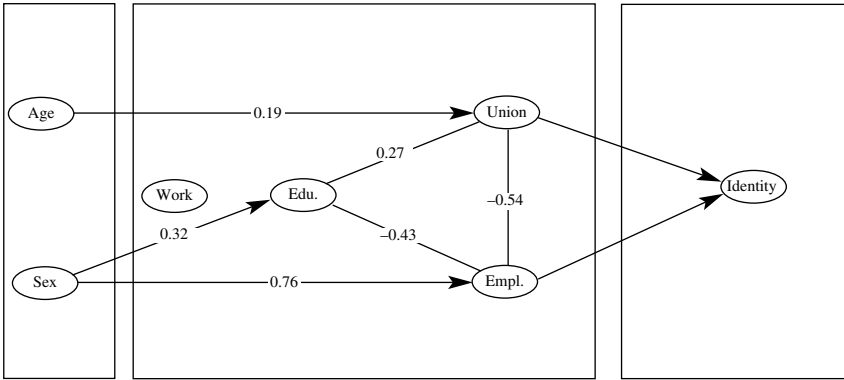 Age
0.19
Union
0.27
Work
Edu.
–0.54
Identity
0.32
–0.43
Sex
0.76
Empl.